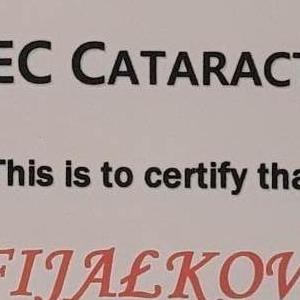 EC CATARACT
This is to certify tha
FIJAŁKOW